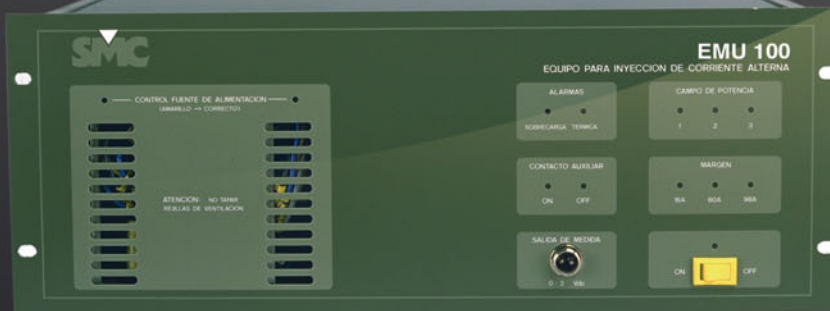 SMC
EMU 100
EQUIPO PARA INYECCION DE CORRIENTE ALTERNA
CONTROL FUENTE DE ALIMENTACION
(AMARILLO -> CORRECTO)
ATENCION: NO TAPAR
REJILLAS DE VENTILACION
ALARMAS
SOBRECARGA TERMICA
CAMPO DE POTENCIA
1 2 3
CONTACTO AUXILIAR
ON OFF
MARGEN
16A 80A 98A
SALIDA DE MEDIDA
0 - 3 Vdc
ON OFF